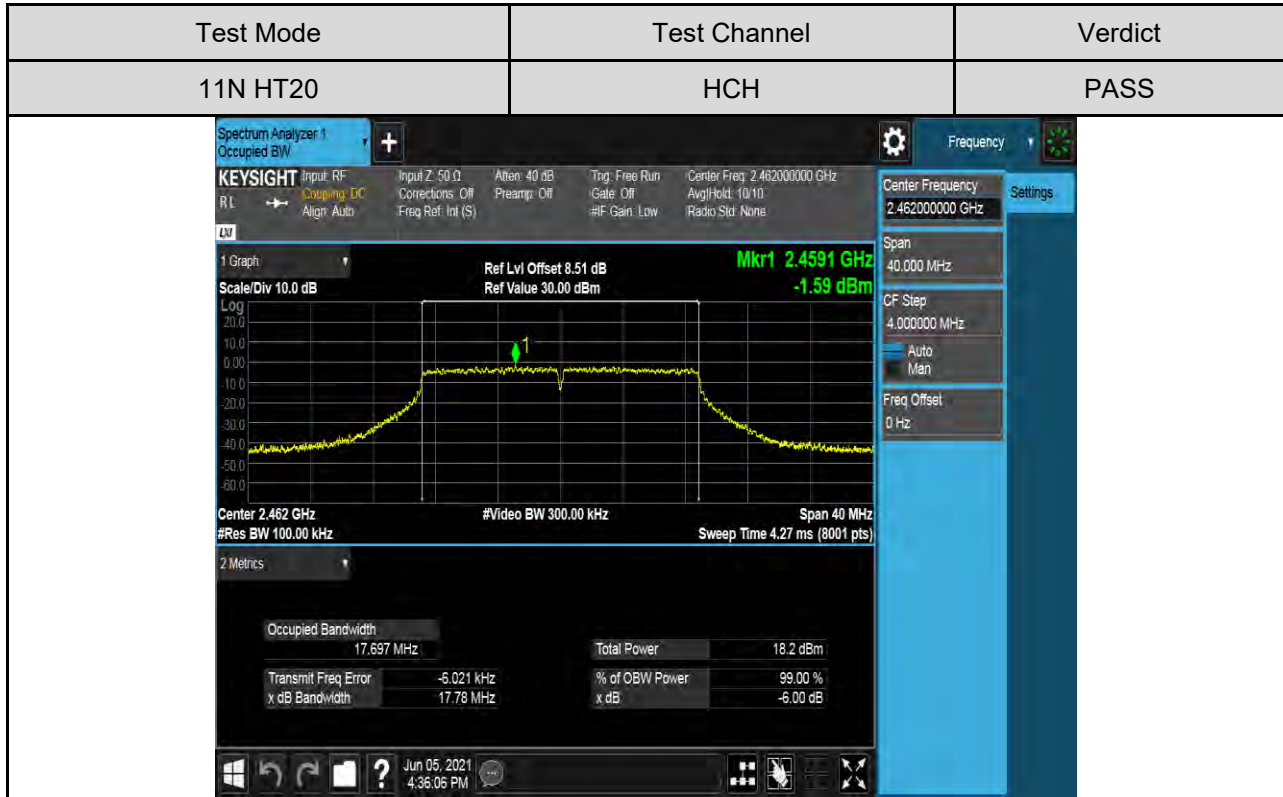 Test Mode Test Channel Verdict
11N HT20 HCH PASS
Spectrum Analyzer 1
Occupied BW
+
Frequency
KEYSIGHT Input: RF Input Z: 50 Ω Atten: 40 dB Trig: Free Run Center Freq: 2.462000000 GHz
RL Coupling: DC Corrections: Off Preamp: Off Gate: Off Avg|Hold: 10/10
Align: Auto Freq Ref: Int (S) #IF Gain: Low Radio Std: None
LXI
Center Frequency
2.462000000 GHz
Settings
Span
40.000 MHz
CF Step
4.000000 MHz
Auto
Man
Freq Offset
0 Hz
1 Graph
Ref Lvl Offset 8.51 dB
Mkr1 2.4591 GHz
Scale/Div 10.0 dB Ref Value 30.00 dBm -1.59 dBm
Log
20.0
10.0
0.00
-10.0
-20.0
-30.0
-40.0
-50.0
-60.0
1
Center 2.462 GHz #Video BW 300.00 kHz Span 40 MHz
#Res BW 100.00 kHz Sweep Time 4.27 ms (8001 pts)
2 Metrics
Occupied Bandwidth
17.697 MHz Total Power 18.2 dBm
Transmit Freq Error -6.021 kHz % of OBW Power 99.00 %
x dB Bandwidth 17.78 MHz x dB -6.00 dB
? Jun 05, 2021
4:36:06 PM